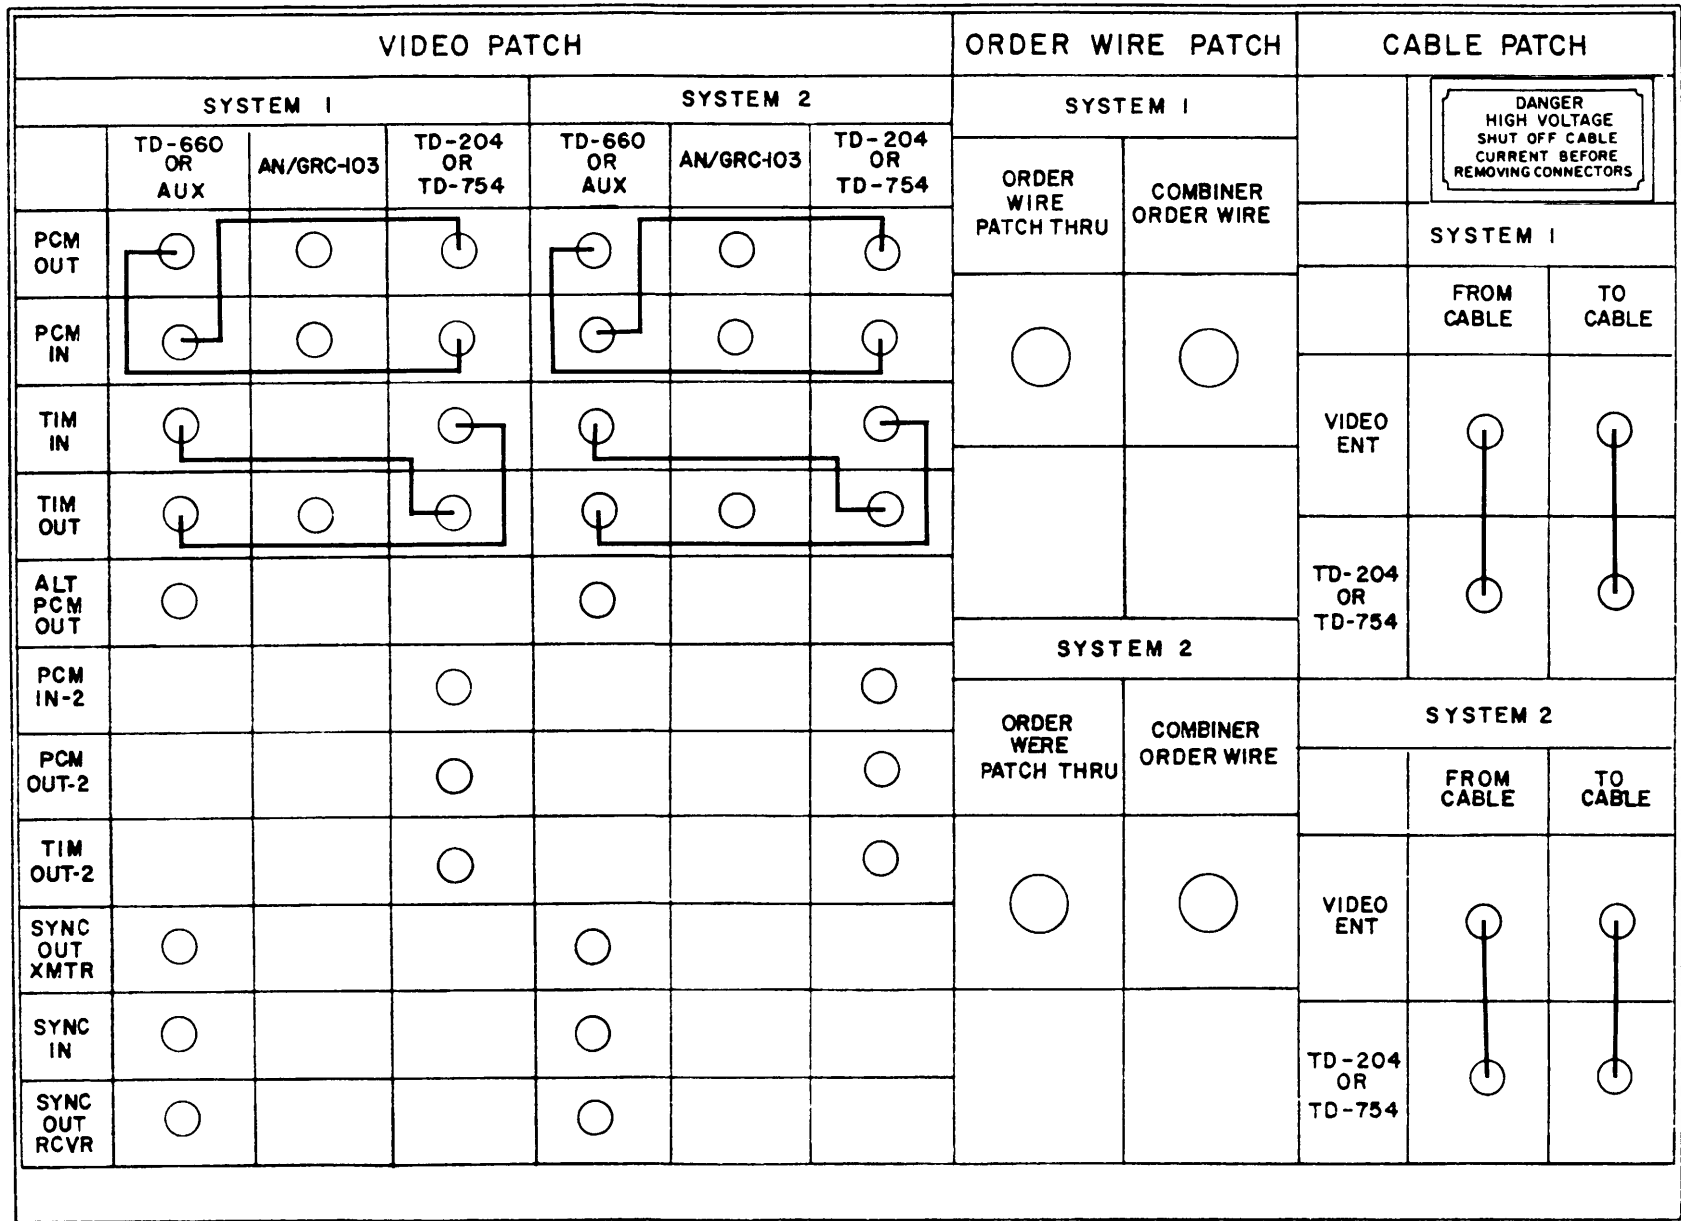 VIDEO PATCH
ORDER WIRE PATCH
CABLE PATCH
SYSTEM 1
SYSTEM 2
SYSTEM 1
DANGER
HIGH VOLTAGE
SHUT OFF CABLE
CURRENT BEFORE
REMOVING CONNECTORS
TD-660
OR
AUX
AN/GRC-103
TD-204
OR
TD-754
TD-660
OR
AUX
AN/GRC-103
TD-204
OR
TD-754
ORDER
WIRE
PATCH THRU
COMBINER
ORDER WIRE
SYSTEM 1
FROM
CABLE
TO
CABLE
PCM
OUT
PCM
IN
TIM
IN
TIM
OUT
ALT
PCM
OUT
PCM
IN-2
PCM
OUT-2
TIM
OUT-2
SYNC
OUT
XMTR
SYNC
IN
SYNC
OUT
RCVR
VIDEO
ENT
TD-204
OR
TD-754
SYSTEM 2
ORDER
WERE
PATCH THRU
COMBINER
ORDER WIRE
SYSTEM 2
FROM
CABLE
TO
CABLE
VIDEO
ENT
TD-204
OR
TD-754